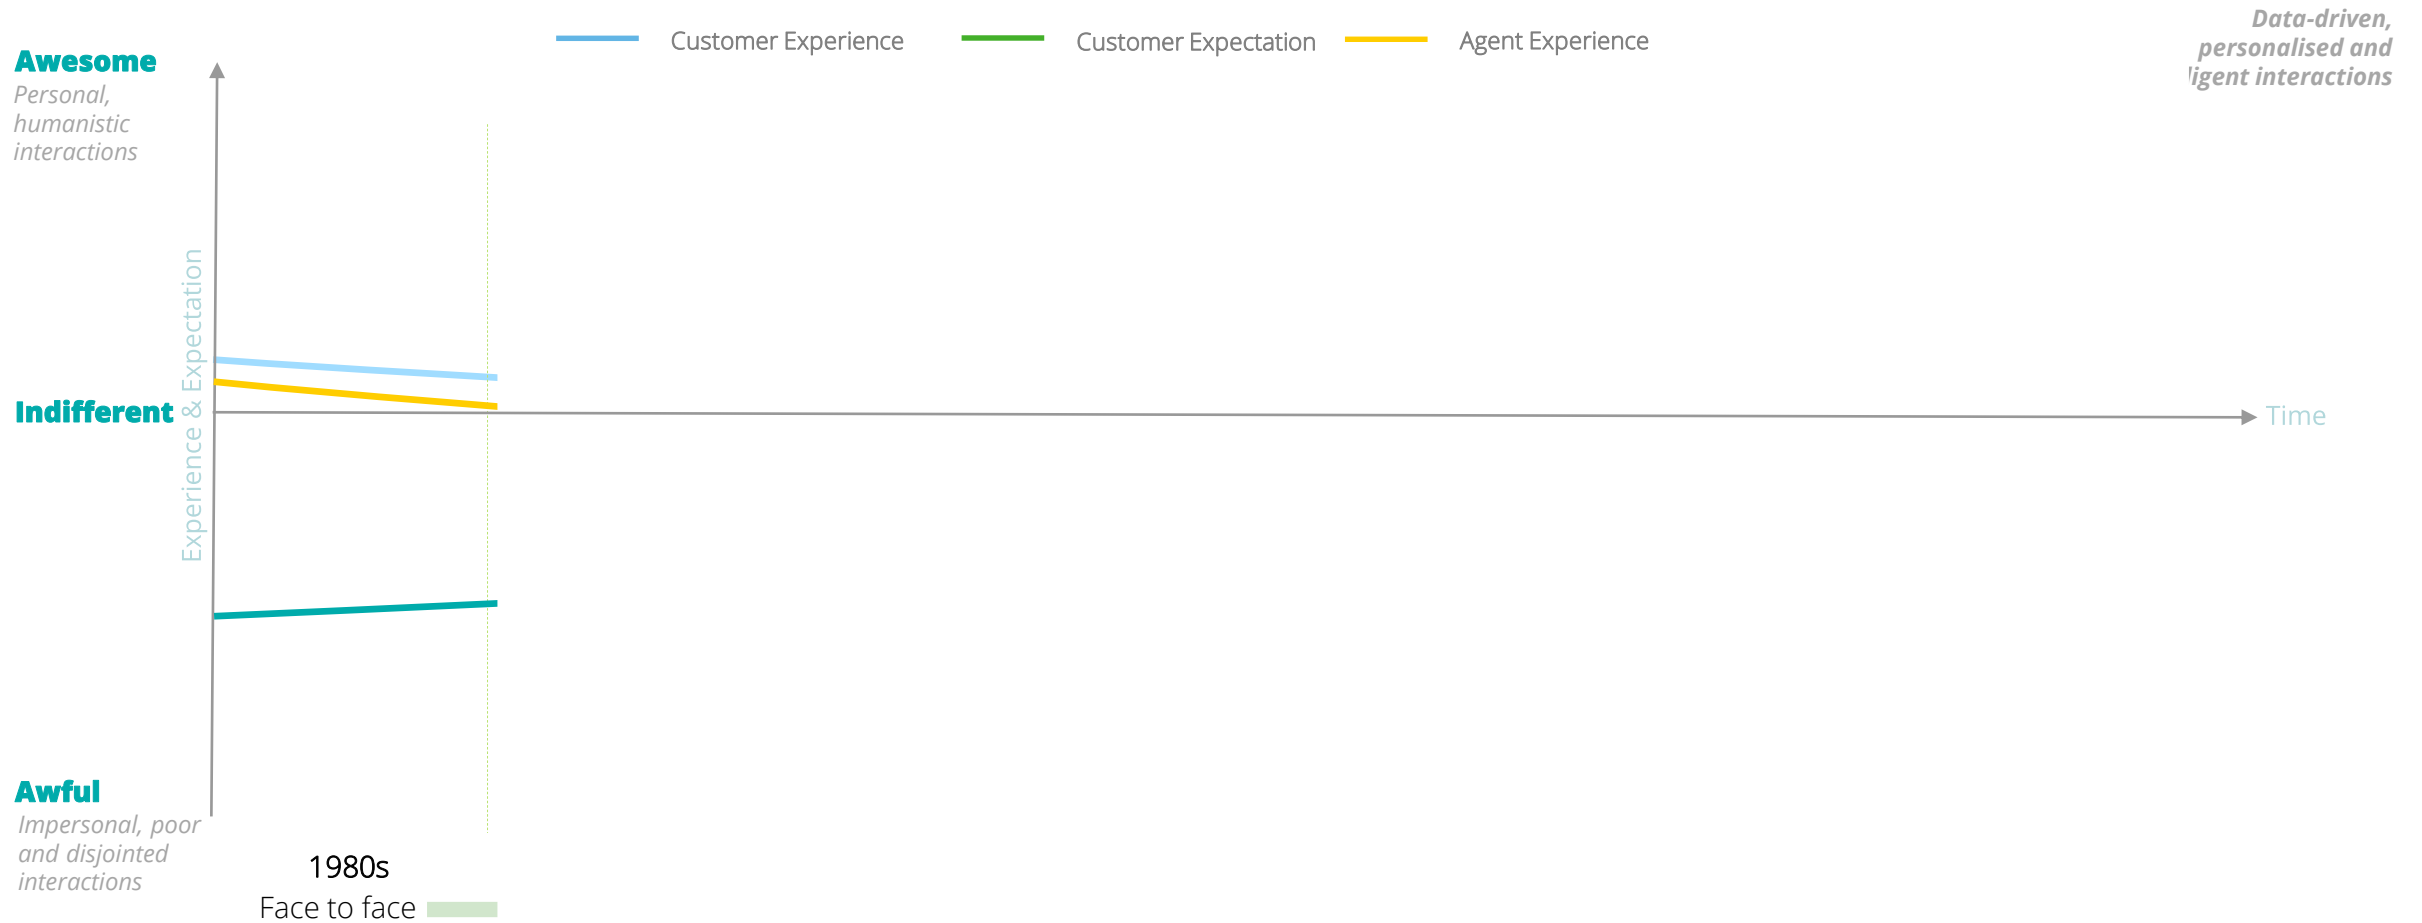 Customer Experience
Customer Expectation
Agent Experience
Data-driven,
personalised and
ligent interactions
Awesome
Personal,
humanistic
interactions
Experience & Expectation
Indifferent
Time
Awful
Impersonal, poor
and disjointed
interactions
1980s
Face to face